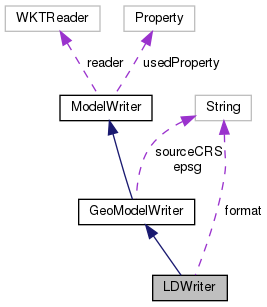 WKTReader
Property
reader
usedProperty
ModelWriter
String
sourceCRS
epsg
GeoModelWriter
format
LDWriter